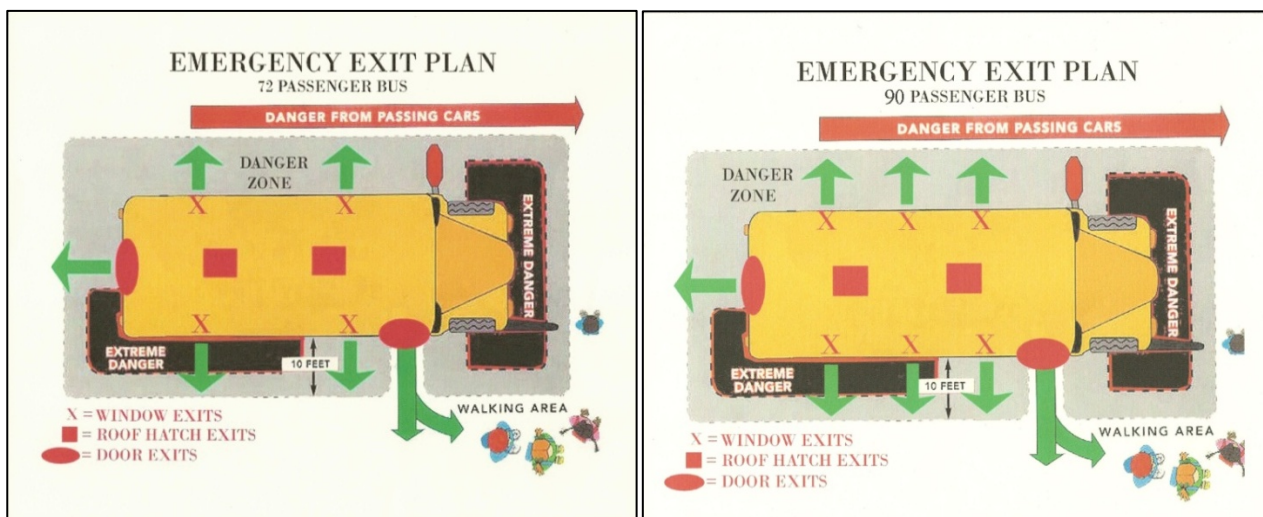 EMERGENCY EXIT PLAN
72 PASSENGER BUS
DANGER FROM PASSING CARS
DANGER
ZONE
EXTREME DANGER
X
X
X
X
EXTREME
DANGER
10 FEET
WALKING AREA
X = WINDOW EXITS
= ROOF HATCH EXITS
= DOOR EXITS
EMERGENCY EXIT PLAN
90 PASSENGER BUS
DANGER FROM PASSING CARS
DANGER
ZONE
EXTREME DANGER
X
X
X
X
X
X
EXTREME
DANGER
10 FEET
WALKING AREA
X = WINDOW EXITS
= ROOF HATCH EXITS
= DOOR EXITS